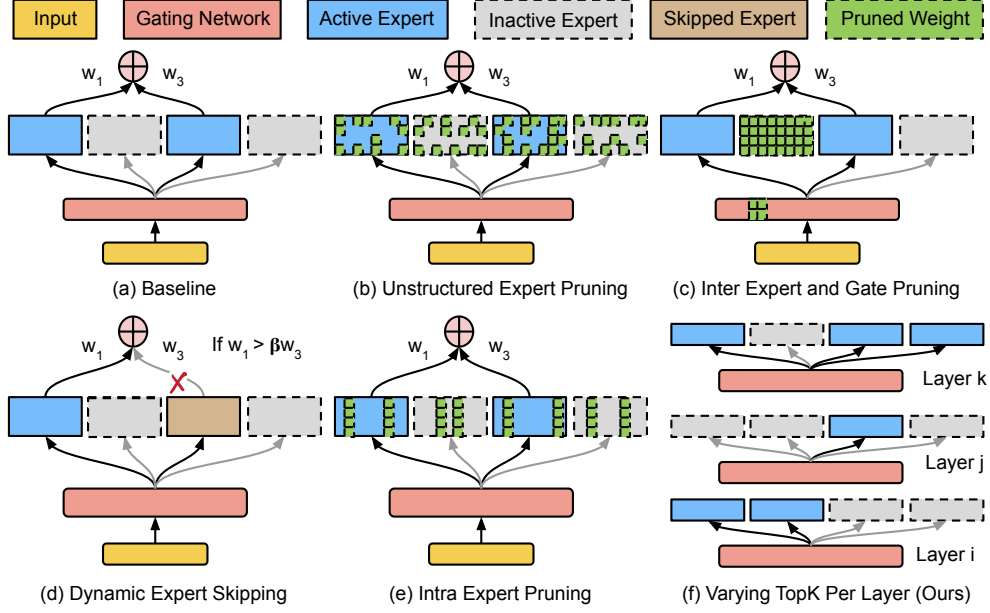 Input
Gating Network
Active Expert
Inactive Expert
Skipped Expert
Pruned Weight
w1 w3
w1 w3
w1 w3
(a) Baseline
(b) Unstructured Expert Pruning
(c) Inter Expert and Gate Pruning
w1 w3 If w1 > βw3
✗
w1 w3
Layer k
Layer j
Layer i
(d) Dynamic Expert Skipping
(e) Intra Expert Pruning
(f) Varying TopK Per Layer (Ours)